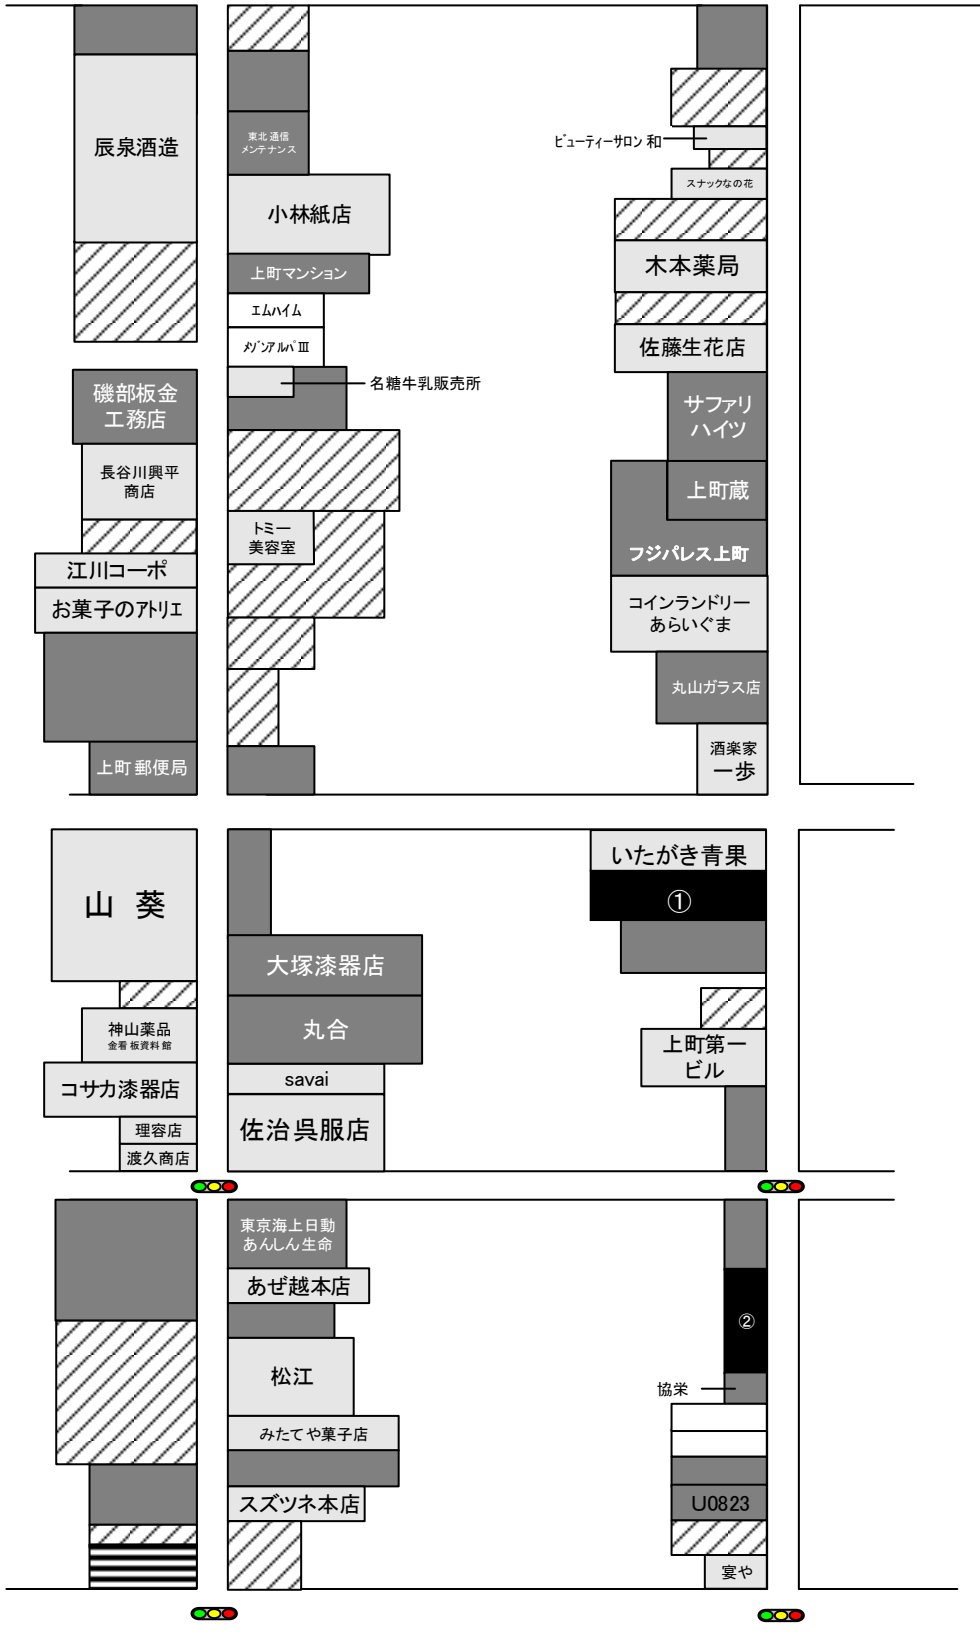 辰泉酒造
磯部板金
工務店
長谷川興平
商店
江川コーポ
お菓子のアトリエ
上町郵便局
東北通信
メンテナンス
小林紙店
上町マンション
エムハイム
メゾンアルパⅢ
名糖牛乳販売所
トミー
美容室
ビューティーサロン 和
スナックなの花
木本薬局
佐藤生花店
サファリ
ハイツ
上町蔵
フジパレス上町
コインランドリー
あらいぐま
丸山ガラス店
酒楽家
一歩
山 葵
神山薬品
金看板資料館
コサカ漆器店
理容店
渡久商店
大塚漆器店
丸合
savai
佐治呉服店
いたがき青果
①
上町第一
ビル
東京海上日動
あんしん生命
あぜ越本店
松江
みたてや菓子店
スズツネ本店
②
協栄
U0823
宴や